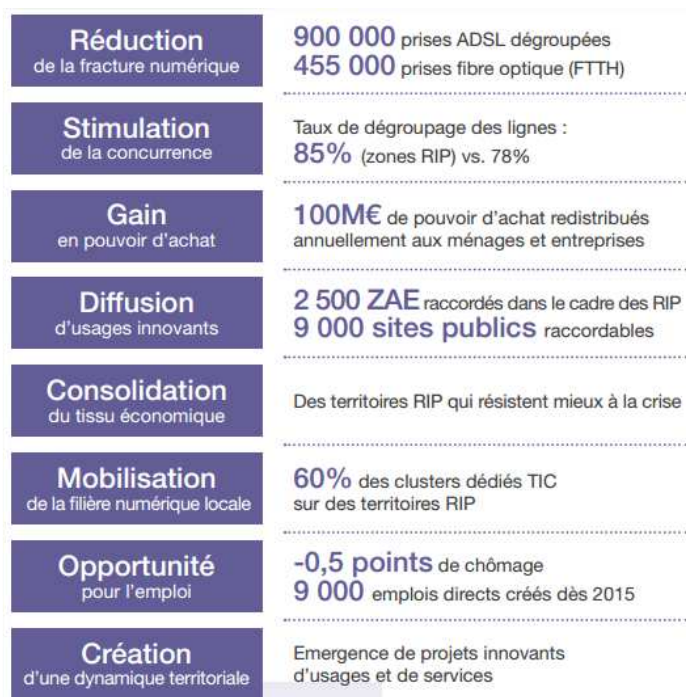 Réduction
de la fracture numérique
900 000 prises ADSL dégroupées
455 000 prises fibre optique (FTTH)
Stimulation
de la concurrence
Taux de dégroupage des lignes :
85% (zones RIP) vs. 78%
Gain
en pouvoir d'achat
100M€ de pouvoir d'achat redistribués
annuellement aux ménages et entreprises
Diffusion
d'usages innovants
2 500 ZAE raccordés dans le cadre des RIP
9 000 sites publics raccordables
Consolidation
du tissu économique
Des territoires RIP qui résistent mieux à la crise
Mobilisation
de la filière numérique locale
60% des clusters dédiés TIC
sur des territoires RIP
Opportunité
pour l'emploi
-0,5 points de chômage
9 000 emplois directs créés dès 2015
Création
d'une dynamique territoriale
Emergence de projets innovants
d'usages et de services